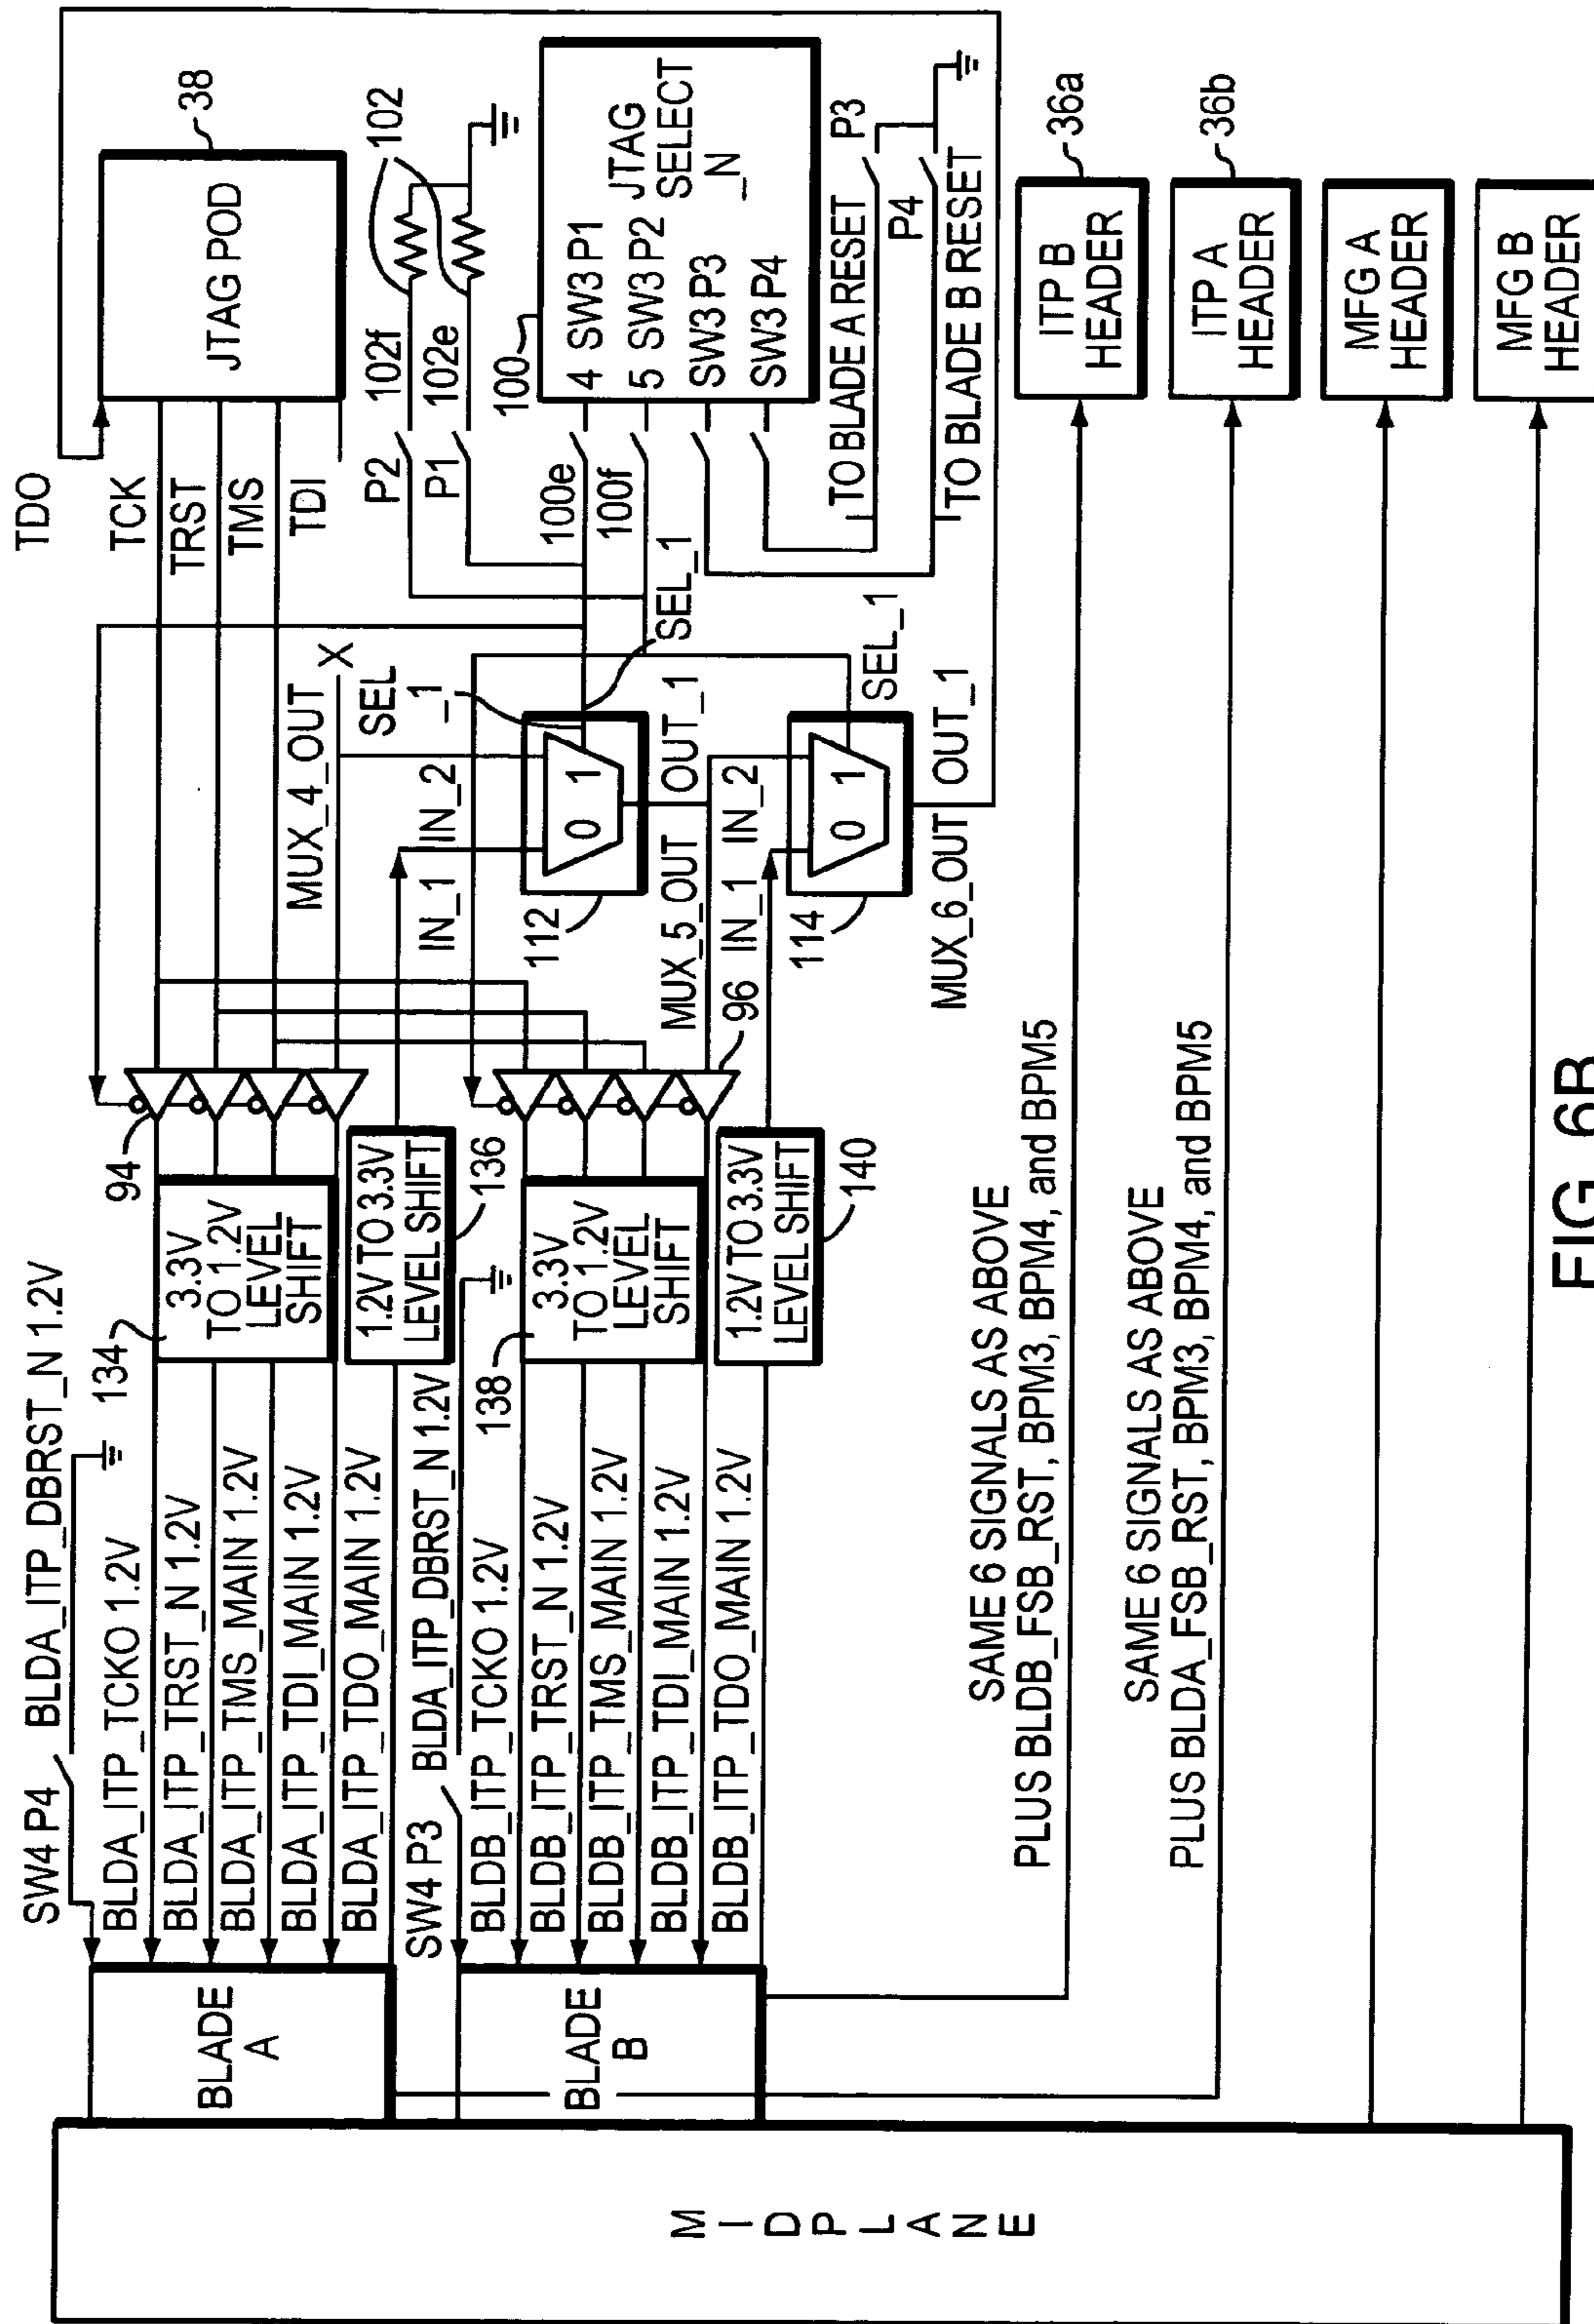 TDO
TCK
TRST
TMS
TDI
JTAG POD
38
102
102f
102e
P2
P1
100
4 SW3 P1
5 SW3 P2
SW3 P3
SW3 P4
JTAG
SELECT
_N
100e
100f
TO BLADE A RESET
P3
P4
TO BLADE B RESET
MUX_4_OUT
X
SEL
_1
SEL_1
IN_1
IN_2
0 1
112
MUX_5_OUT
OUT_1
SEL_1
IN_1
IN_2
0 1
114
MUX_6_OUT
OUT_1
94
96
3.3V
TO 1.2V
LEVEL
SHIFT
134
1.2V TO 3.3V
LEVEL SHIFT
136
3.3V
TO 1.2V
LEVEL
SHIFT
138
1.2V TO 3.3V
LEVEL SHIFT
140
SW4 P4
BLDA_ITP_DBRST_N 1.2V
BLDA_ITP_TCKO 1.2V
BLDA_ITP_TRST_N 1.2V
BLDA_ITP_TMS_MAIN 1.2V
BLDA_ITP_TDI_MAIN 1.2V
BLDA_ITP_TDO_MAIN 1.2V
SW4 P3
BLDA_ITP_DBRST_N 1.2V
BLDB_ITP_TCKO 1.2V
BLDB_ITP_TRST_N 1.2V
BLDB_ITP_TMS_MAIN 1.2V
BLDB_ITP_TDI_MAIN 1.2V
BLDB_ITP_TDO_MAIN 1.2V
BLADE
A
BLADE
B
MIDPLANE
SAME 6 SIGNALS AS ABOVE
PLUS BLDB_FSB_RST, BPM3, BPM4, and BPM5
SAME 6 SIGNALS AS ABOVE
PLUS BLDA_FSB_RST, BPM3, BPM4, and BPM5
ITP B
HEADER
36a
ITP A
HEADER
36b
MFG A
HEADER
MFG B
HEADER
FIG. 6B